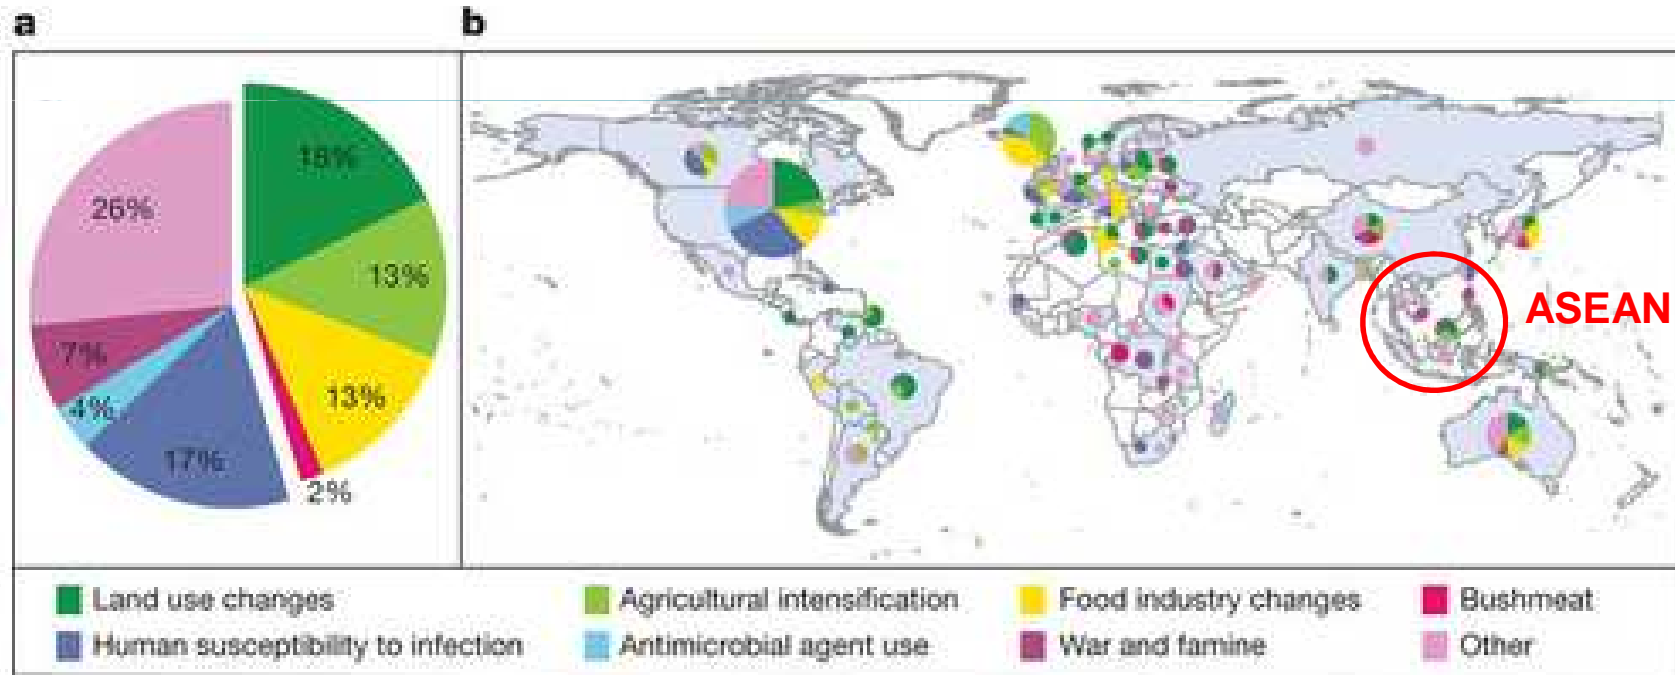 a
b
18%
26%
13%
7%
13%
4%
17%
2%
ASEAN
Land use changes
Agricultural intensification
Food industry changes
Bushmeat
Human susceptibility to infection
Antimicrobial agent use
War and famine
Other